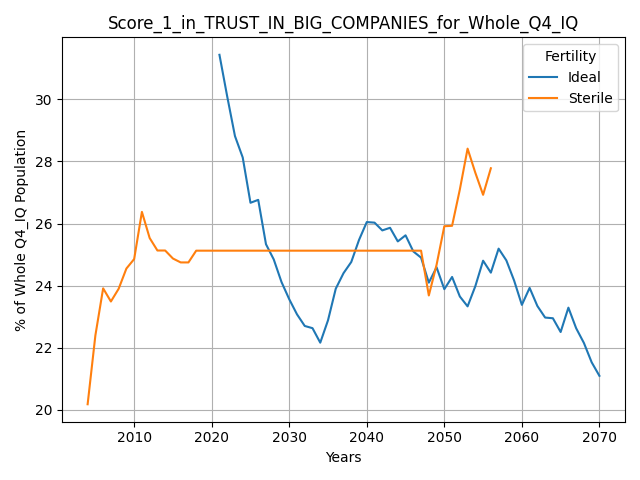 Score_1_in_TRUST_IN_BIG_COMPANIES_for_Whole_Q4_IQ
Fertility
Ideal
Sterile
% of Whole Q4_IQ Population
30
28
26
24
22
20
2010 2020 2030 2040 2050 2060 2070
Years